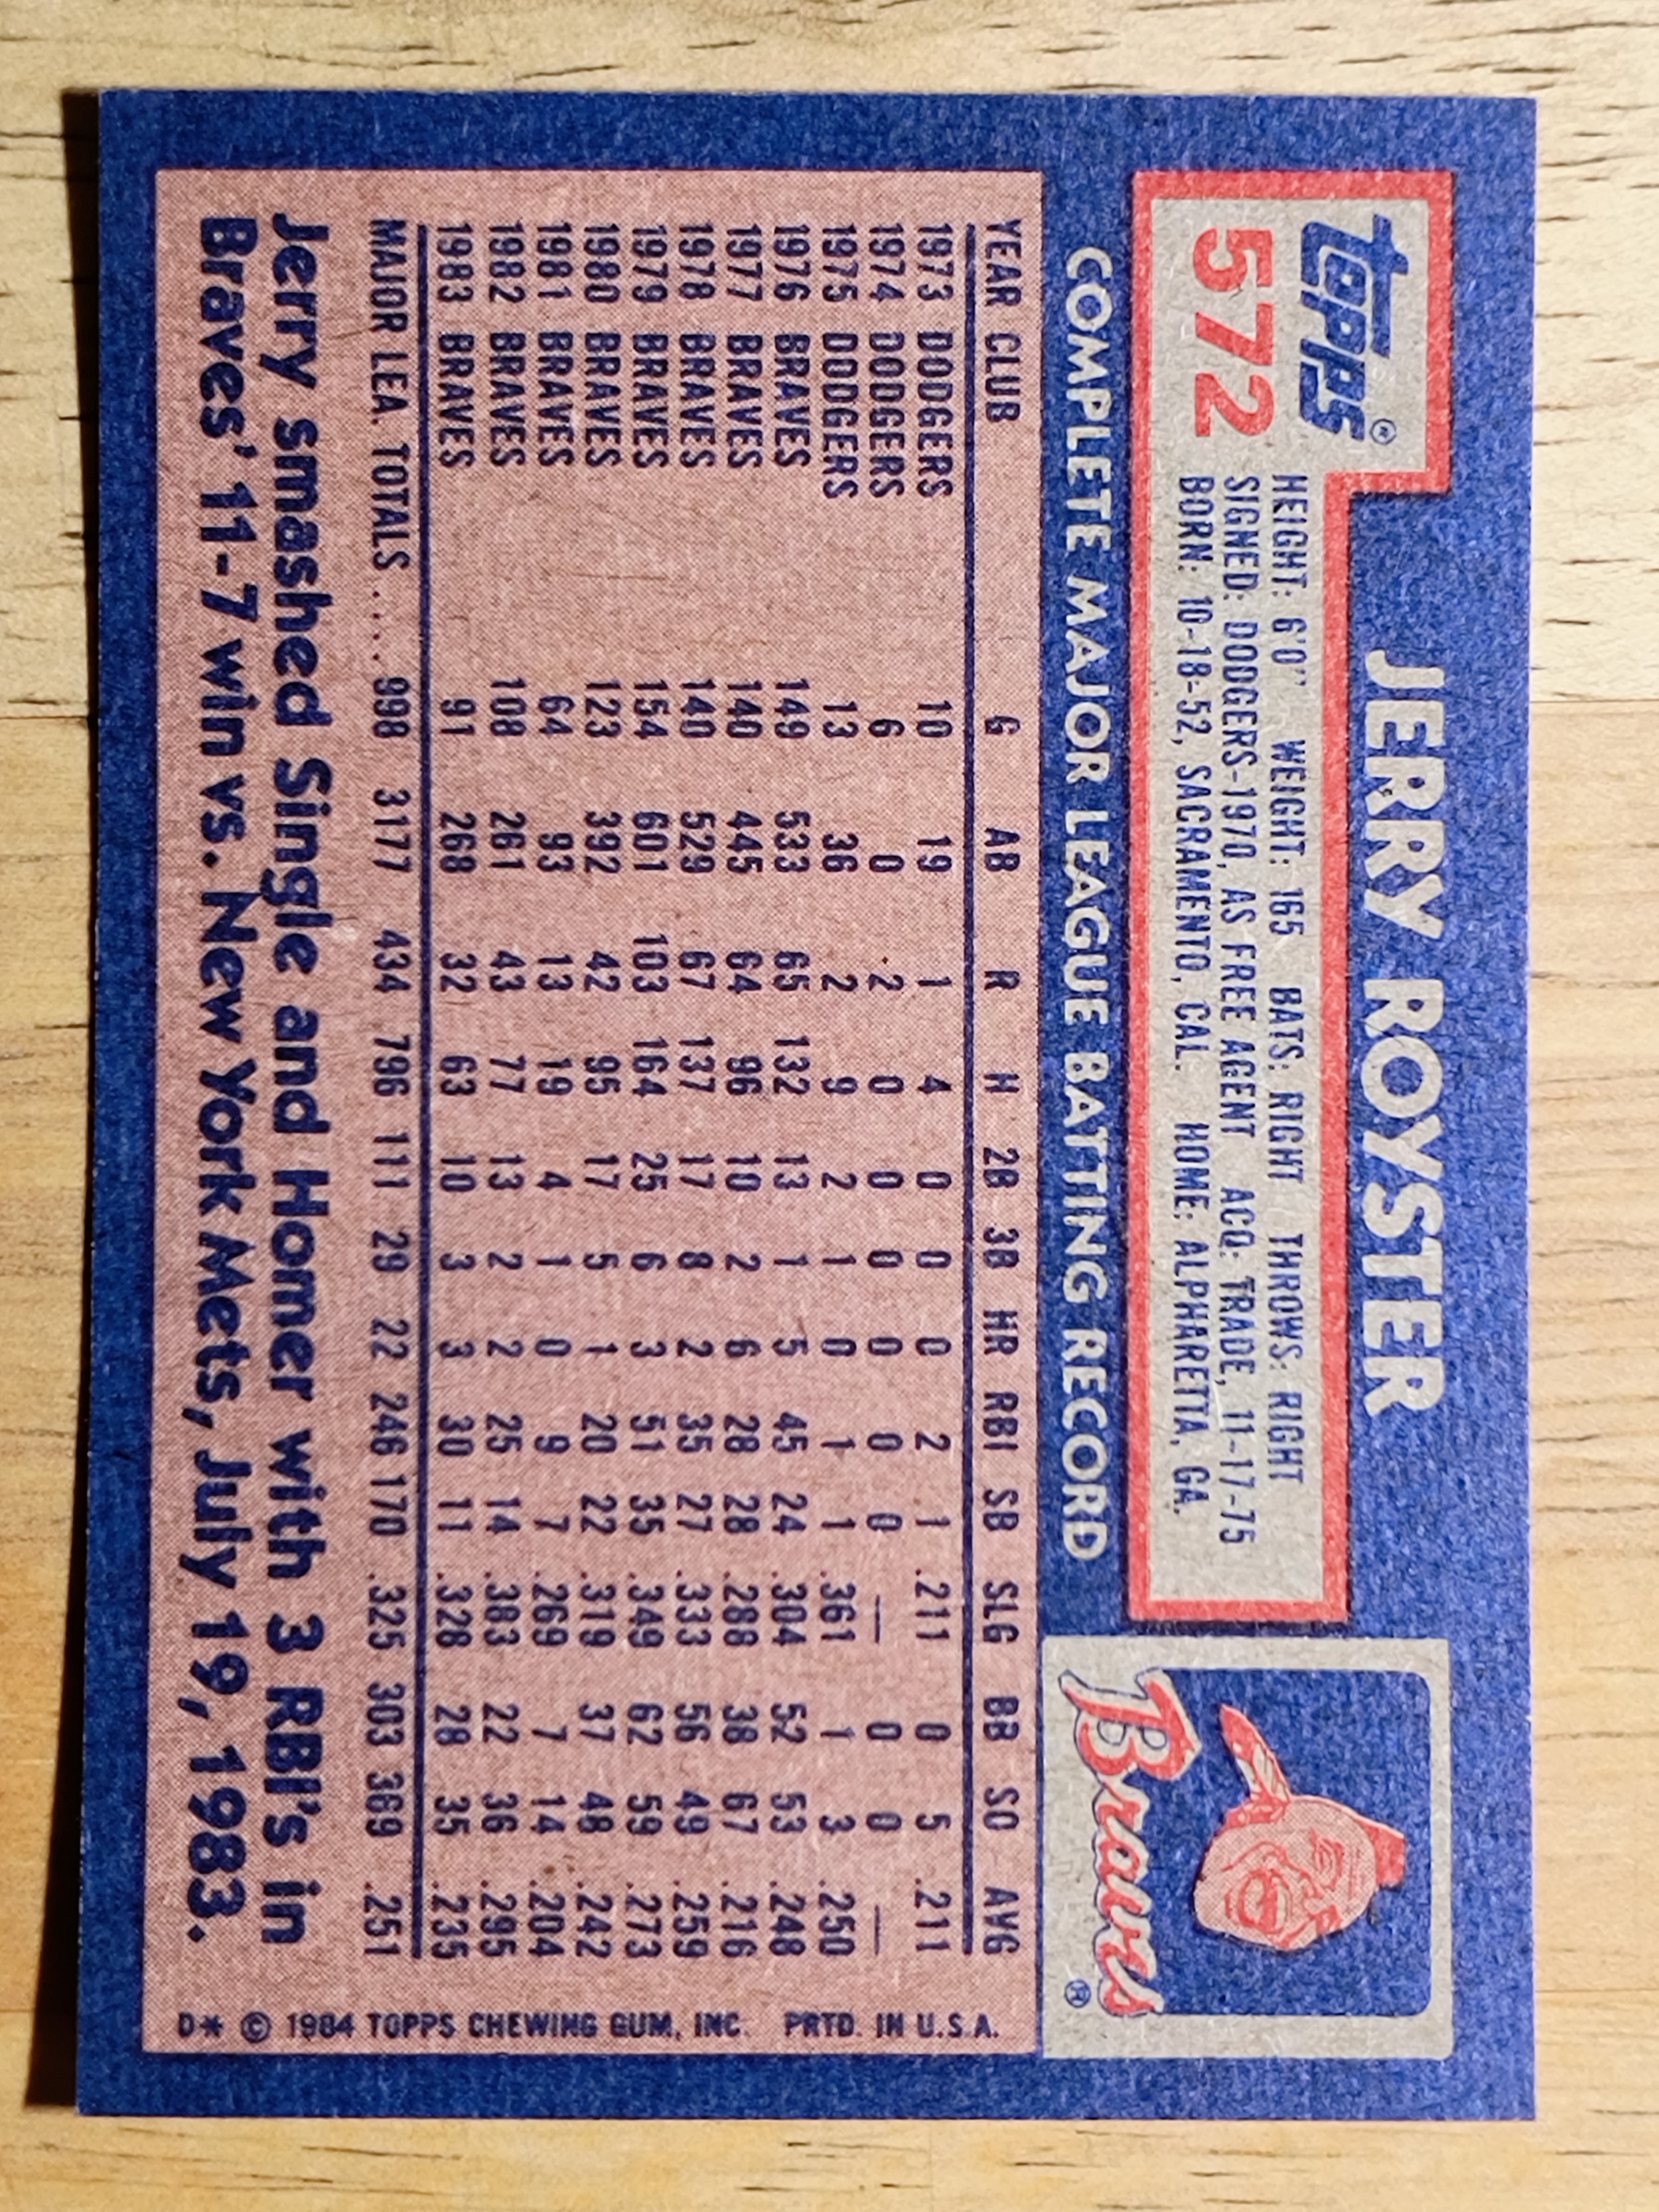 topps®
572
JERRY ROYSTER
HEIGHT: 6'0" WEIGHT: 165 BATS: RIGHT THROWS: RIGHT
SIGNED: DODGERS-1970, AS FREE AGENT ACQ: TRADE, 11-17-75
BORN: 10-18-52, SACRAMENTO, CAL. HOME: ALPHARETTA, GA.
Braves®
COMPLETE MAJOR LEAGUE BATTING RECORD
YEAR CLUB G AB R H 2B 3B HR RBI SB SLG BB SO AVG
1973 DODGERS 10 19 1 4 0 0 0 2 1 .211 0 5 .211
1974 DODGERS 6 0 2 0 0 0 0 0 0 — 0 0 —
1975 DODGERS 13 36 2 9 2 1 0 1 1 .361 1 3 .250
1976 BRAVES 149 533 65 132 13 1 5 45 24 .304 52 53 .248
1977 BRAVES 140 445 64 96 10 2 6 28 28 .288 38 67 .216
1978 BRAVES 140 529 67 137 17 8 2 35 27 .333 56 49 .259
1979 BRAVES 154 601 103 164 25 6 3 51 35 .349 62 59 .273
1980 BRAVES 123 392 42 95 17 5 1 20 22 .319 37 48 .242
1981 BRAVES 64 93 13 19 4 1 0 9 7 .269 7 14 .204
1982 BRAVES 108 261 43 77 13 2 2 25 14 .383 22 36 .295
1983 BRAVES 91 268 32 63 10 3 3 30 11 .328 28 35 .235
MAJOR LEA. TOTALS ..... 998 3177 434 796 111 29 22 246 170 .325 303 369 .251
Jerry smashed Single and Homer with 3 RBI's in
Braves' 11-7 win vs. New York Mets, July 19, 1983.
D* © 1984 TOPPS CHEWING GUM, INC. PRTD. IN U.S.A.